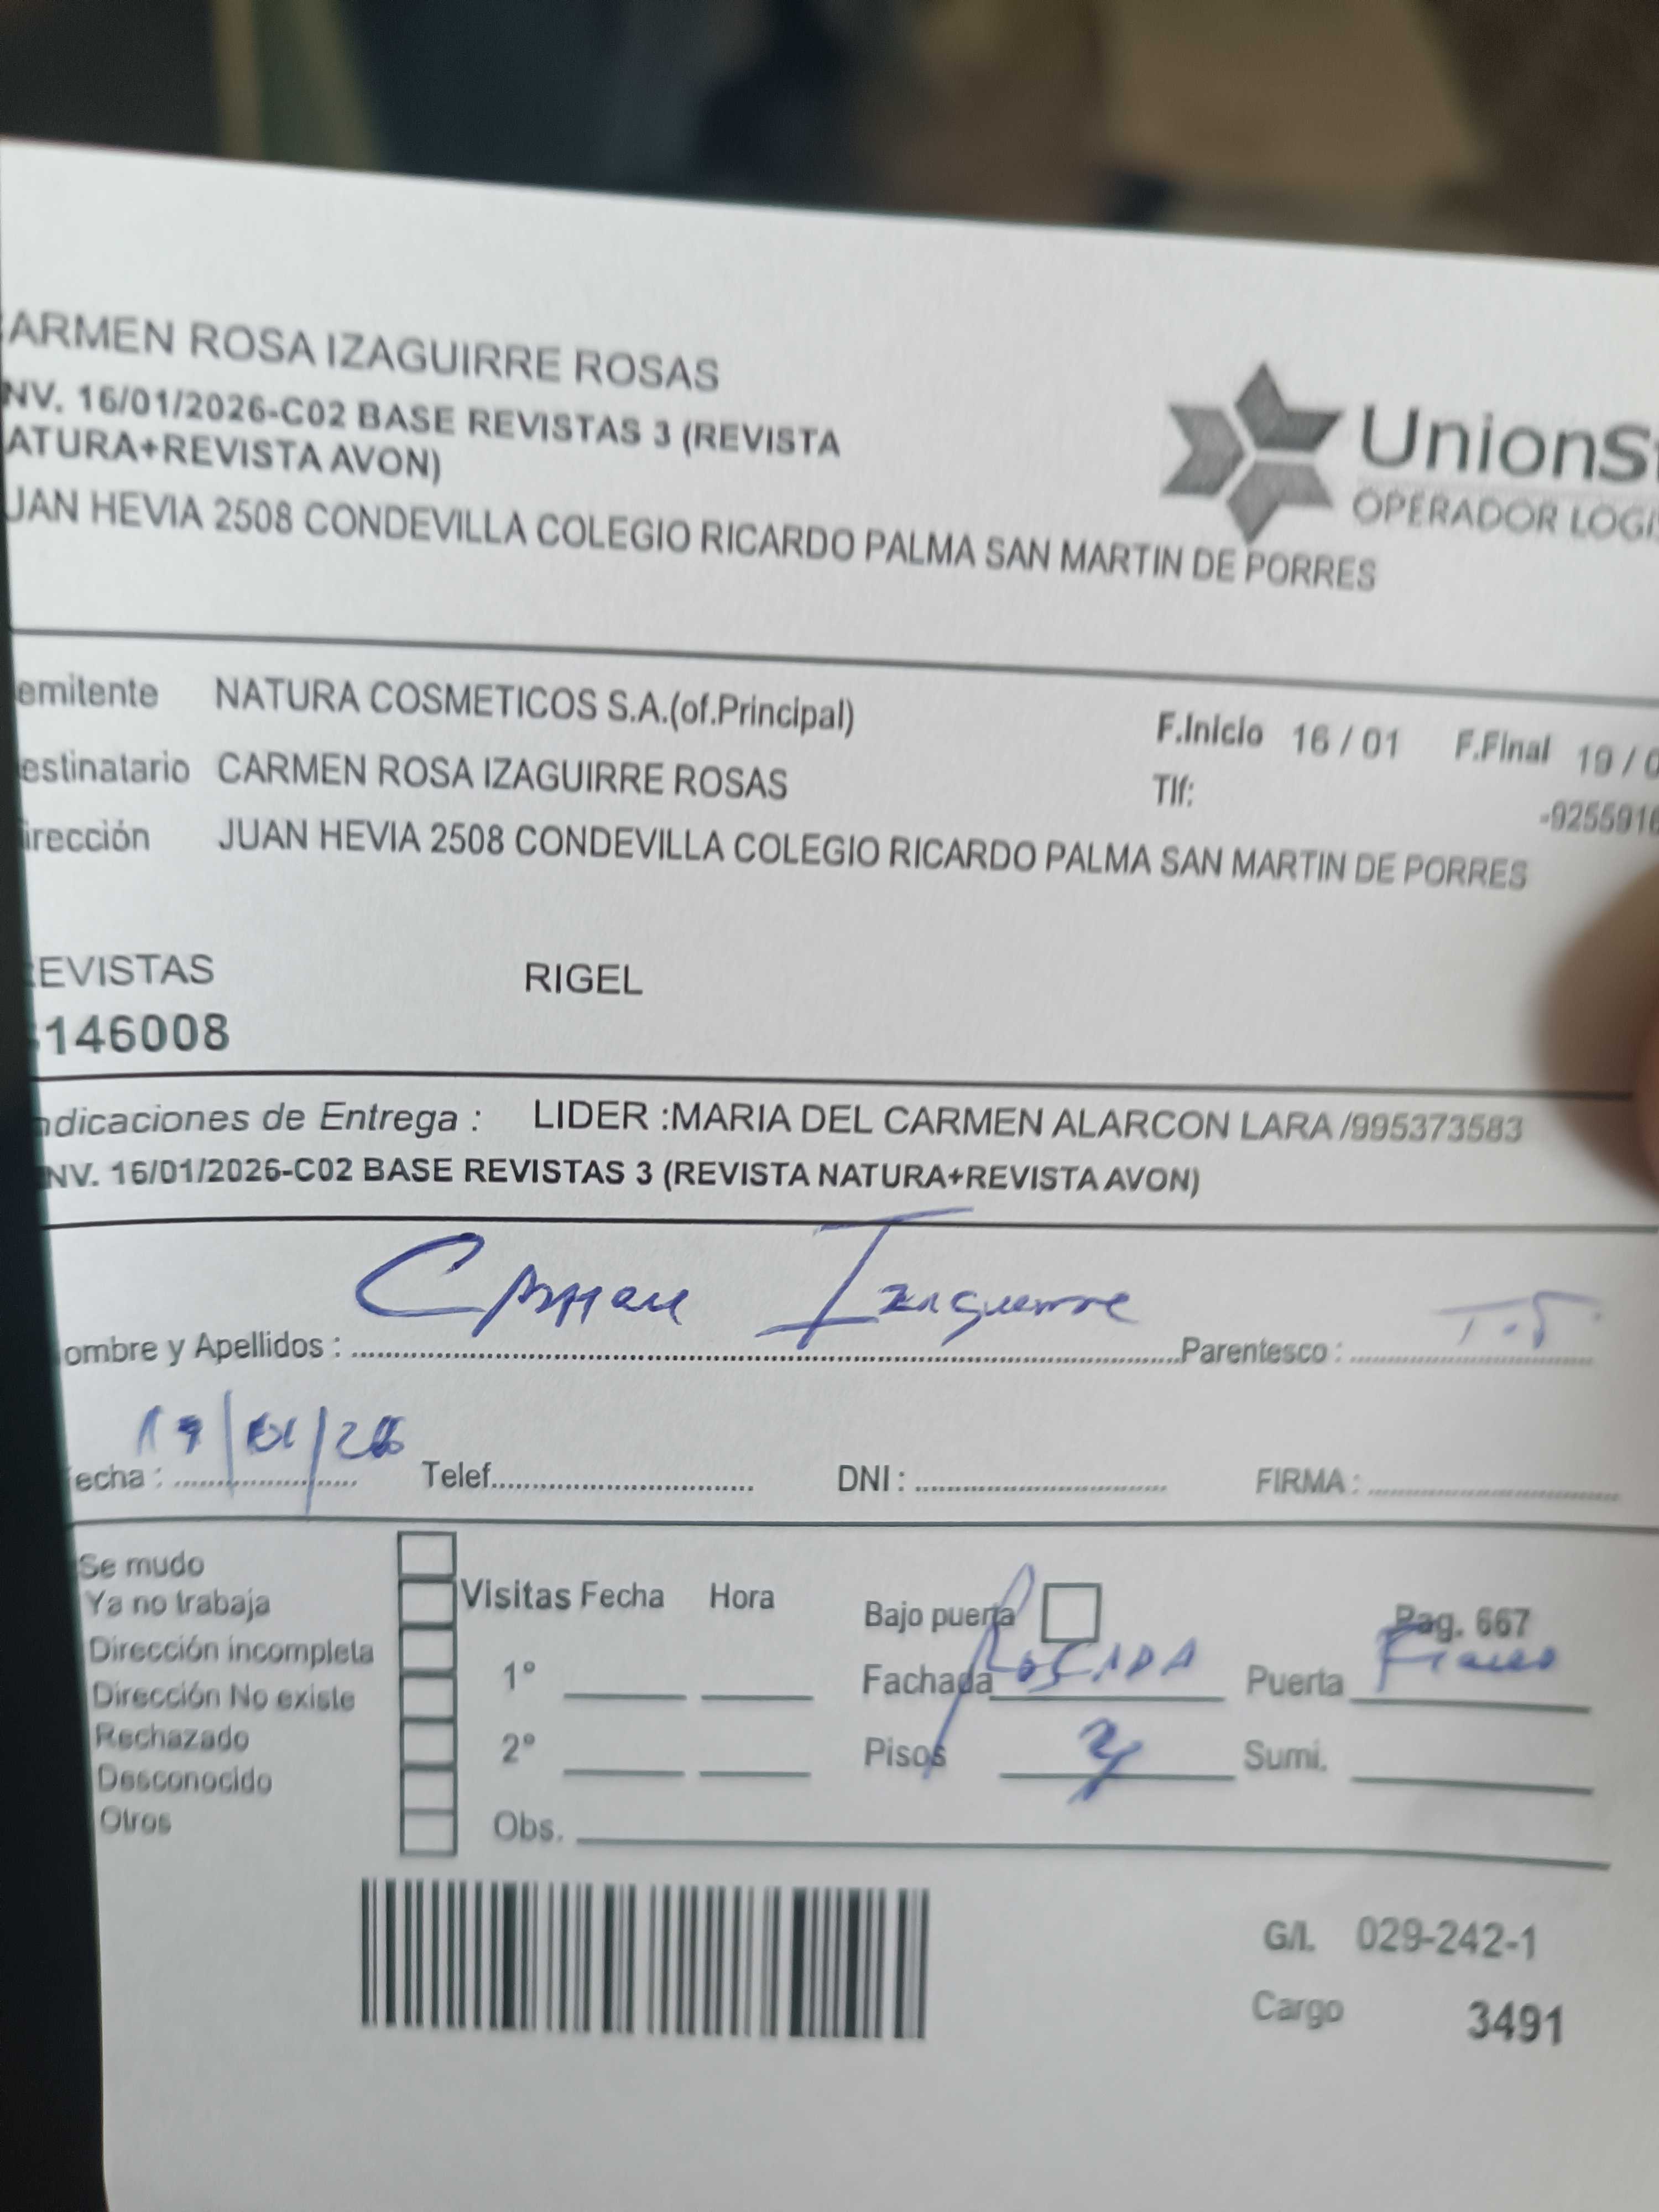 ARMEN ROSA IZAGUIRRE ROSAS
NV. 16/01/2026-C02 BASE REVISTAS 3 (REVISTA
ATURA+REVISTA AVON)
UAN HEVIA 2508 CONDEVILLA COLEGIO RICARDO PALMA SAN MARTIN DE PORRES
UnionSt
OPERADOR LOGIS
emitente NATURA COSMETICOS S.A.(of.Principal)
F.Inicio 16 / 01 F.Final 19 / 0
estinatario CARMEN ROSA IZAGUIRRE ROSAS
Tlf: -9255916
irección JUAN HEVIA 2508 CONDEVILLA COLEGIO RICARDO PALMA SAN MARTIN DE PORRES
EVISTAS RIGEL
146008
ndicaciones de Entrega : LIDER :MARIA DEL CARMEN ALARCON LARA /995373583
NV. 16/01/2026-C02 BASE REVISTAS 3 (REVISTA NATURA+REVISTA AVON)
ombre y Apellidos : Carmen Izaguirre Parentesco : T.T.
echa : /01/26 Telef. DNI : FIRMA :
Se mudo
Ya no trabaja
Dirección incompleta
Dirección No existe
Rechazado
Desconocido
Otros
Visitas Fecha Hora
1°
2°
Obs.
Bajo puerta Pag. 667
Fachada ROSADA Puerta Fierro
Pisos Sumi.
G/I. 029-242-1
Cargo 3491